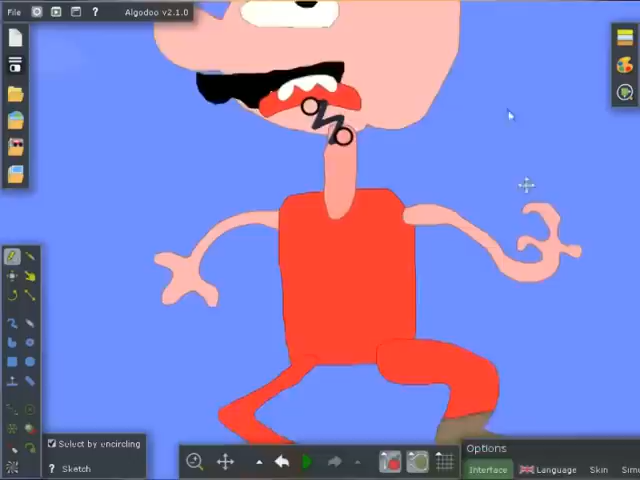 File ? Algodoo v2.1.0
Select by encircling
? Sketch
Options
Interface Language Skin Simu